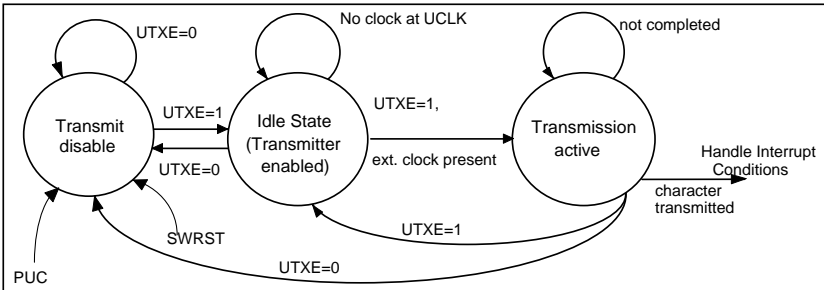 UTXE=0
No clock at UCLK
not completed
Transmit
disable
UTXE=1
UTXE=0
Idle State
(Transmitter
enabled)
UTXE=1,
ext. clock present
Transmission
active
Handle Interrupt
Conditions
character
transmitted
UTXE=1
SWRST
UTXE=0
PUC